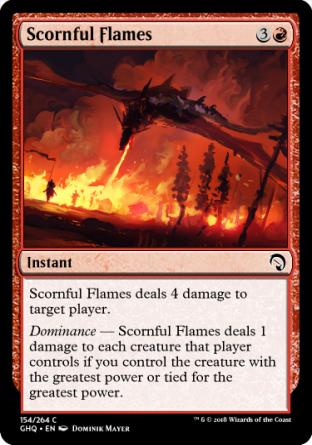 Scornful Flames 3
Instant
Scornful Flames deals 4 damage to
target player.
Dominance — Scornful Flames deals 1
damage to each creature that player
controls if you control the creature with
the greatest power or tied for the
greatest power.
154/264 C
GHQ • EN DOMINIK MAYER
™ & © 2018 Wizards of the Coast